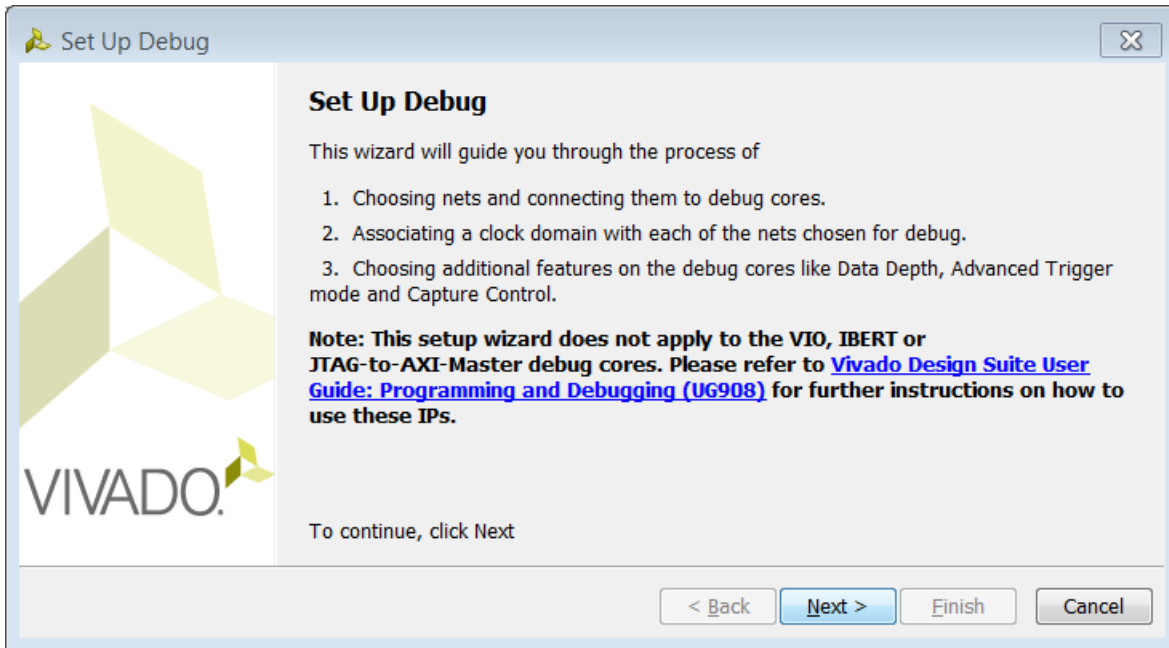 Set Up Debug
Set Up Debug
This wizard will guide you through the process of
1. Choosing nets and connecting them to debug cores.
2. Associating a clock domain with each of the nets chosen for debug.
3. Choosing additional features on the debug cores like Data Depth, Advanced Trigger
mode and Capture Control.
Note: This setup wizard does not apply to the VIO, IBERT or
JTAG-to-AXI-Master debug cores. Please refer to Vivado Design Suite User
Guide: Programming and Debugging (UG908) for further instructions on how to
use these IPs.
VIVADO.
To continue, click Next
< Back
Next >
Finish
Cancel